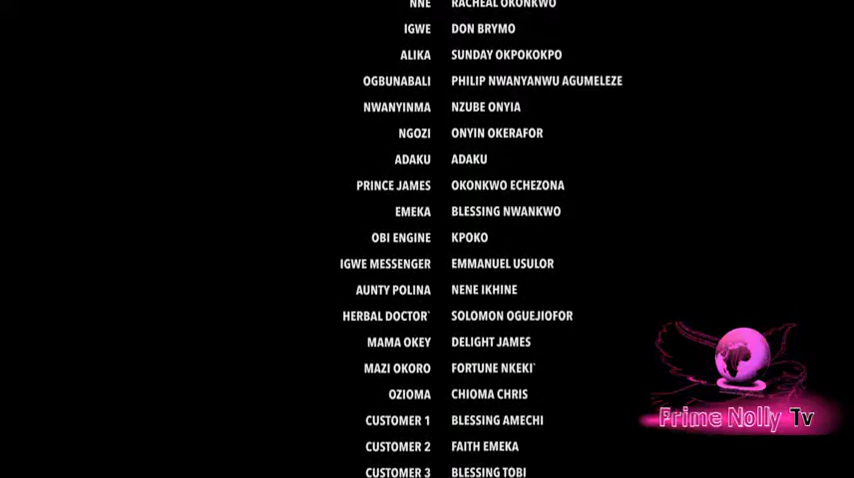 NNE RACHEAL OKONKWO
IGWE DON BRYMO
ALIKA SUNDAY OKPOKOKPO
OGBUNABALI PHILIP NWANYANWU AGUMELEZE
NWANYINMA NZUBE ONYIA
NGOZI ONYIN OKERAFOR
ADAKU ADAKU
PRINCE JAMES OKONKWO ECHEZONA
EMEKA BLESSING NWANKWO
OBI ENGINE KPOKO
IGWE MESSENGER EMMANUEL USULOR
AUNTY POLINA NENE IKHINE
HERBAL DOCTOR` SOLOMON OGUEJIOFOR
MAMA OKEY DELIGHT JAMES
MAZI OKORO FORTUNE NKEKI`
OZIOMA CHIOMA CHRIS
CUSTOMER 1 BLESSING AMECHI
CUSTOMER 2 FAITH EMEKA
CUSTOMER 3 BLESSING TOBI
Prime Nolly Tv